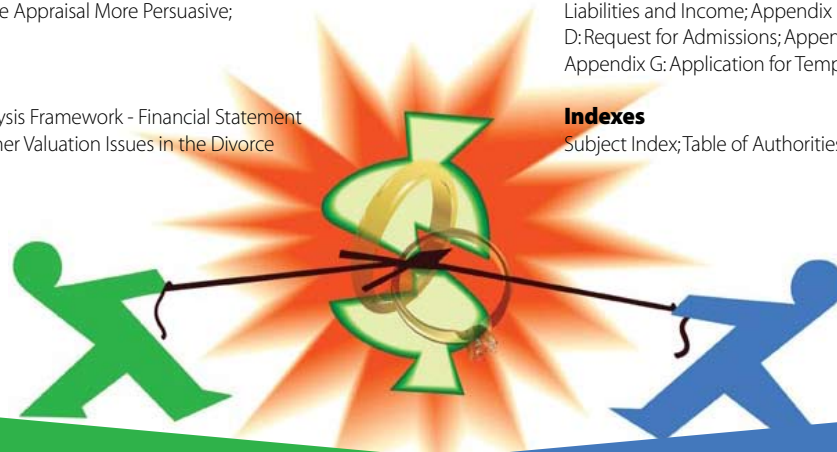 e Appraisal More Persuasive;
ysis Framework - Financial Statement
ner Valuation Issues in the Divorce
Liabilities and Income; Appendix
D: Request for Admissions; Appen
Appendix G: Application for Temp
Indexes
Subject Index; Table of Authorities